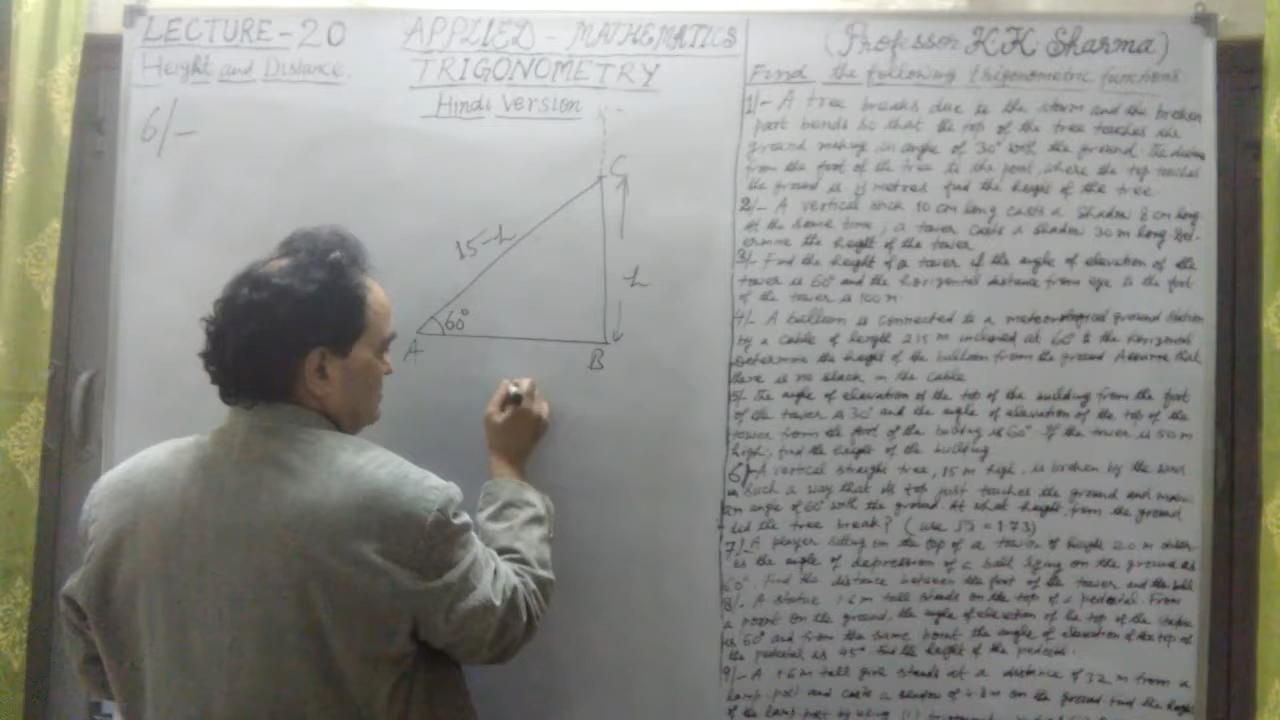 LECTURE-20
Height and Distance.
6/-
APPLIED - MATHEMATICS
TRIGONOMETRY
Hindi Version
C
15-h
h
60°
A
B
(Professor K.K. Sharma)
Find the following trigonometric functions
1/- A tree breaks due to the storm and the broken
part bends so that the top of the tree touches the
ground making an angle of 30° with the ground. The distance
from the foot of the tree to the point, where the top touches
the ground is metres find the height of the tree
2/- A vertical stick 10 cm long casts a shadow 8 cm long.
At the same time, a tower casts a shadow 30 m long. Det-
ermine the height of the tower
3/- Find the height of a tower if the angle of elevation of the
tower is 60° and the horizontal distance from eye to the foot
of the tower is 100 m
4/- A balloon is connected to a meteorological ground station
by a cable of length 215 m inclined at 60° to the horizontal
Determine the height of the balloon from the ground Assume that
there is no slack in the cable
5/- The angle of elevation of the top of the building from the foot
of the tower is 30° and the angle of elevation of the top of the
tower from the foot of the building is 60° If the tower is 50 m
high, find the height of the building
6/- A vertical straight tree, 15 m high, is broken by the wind
in such a way that its top just touches the ground and makes
an angle of 60° with the ground. At what height from the ground
did the tree break? (use √3 = 1.73)
7/- A player sitting on the top of a tower of height 20 m
the angle of depression of a ball lying on the ground as
60°. Find the distance between the foot of the tower and the ball
8/- A statue 1.6 m tall stands on the top of a pedestal. From
a point on the ground, the angle of elevation of the top of the statue
is 60° and from the same point the angle of elevation of the top of
the pedestal is 45° Find the height of the pedestal.
9/- A 1.6 m tall girl stands at a distance of 3.2 m from a
lamp-post and casts a shadow of 4.8 m on the ground. Find the height
of the lamp post by using